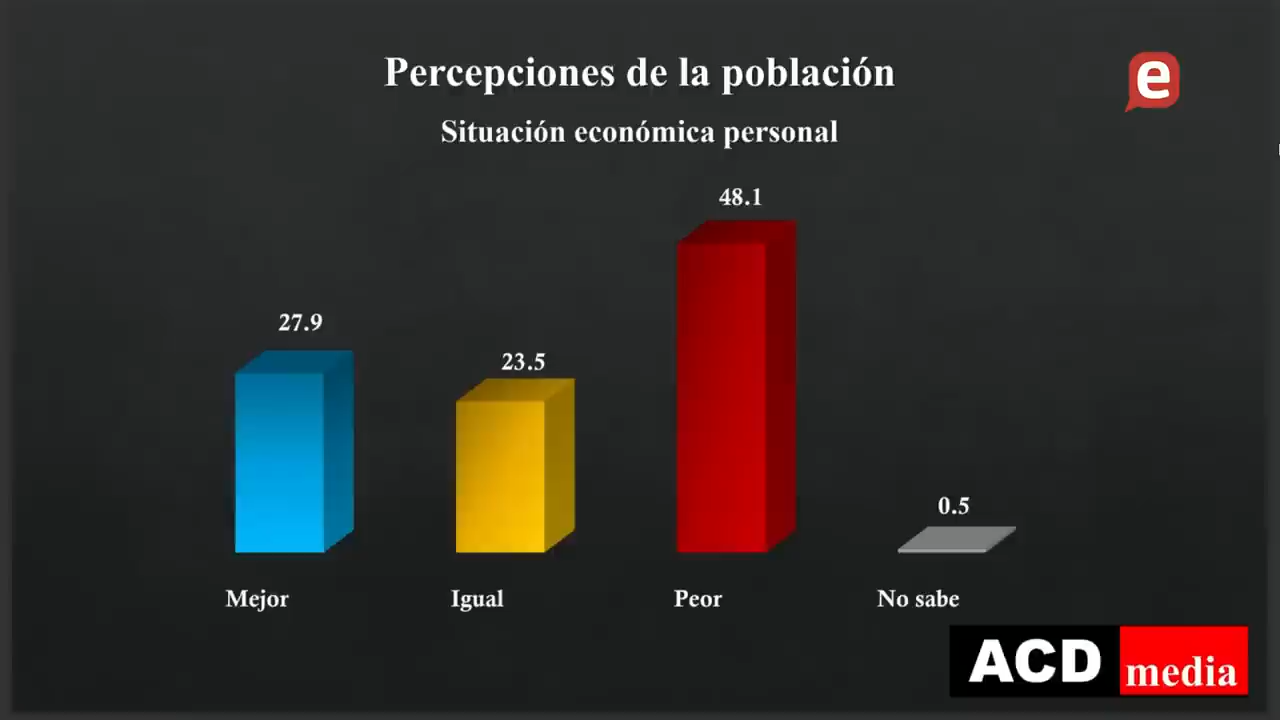 Percepciones de la población
e
Situación económica personal
48.1
27.9
23.5
0.5
Mejor Igual Peor No sabe
ACD media